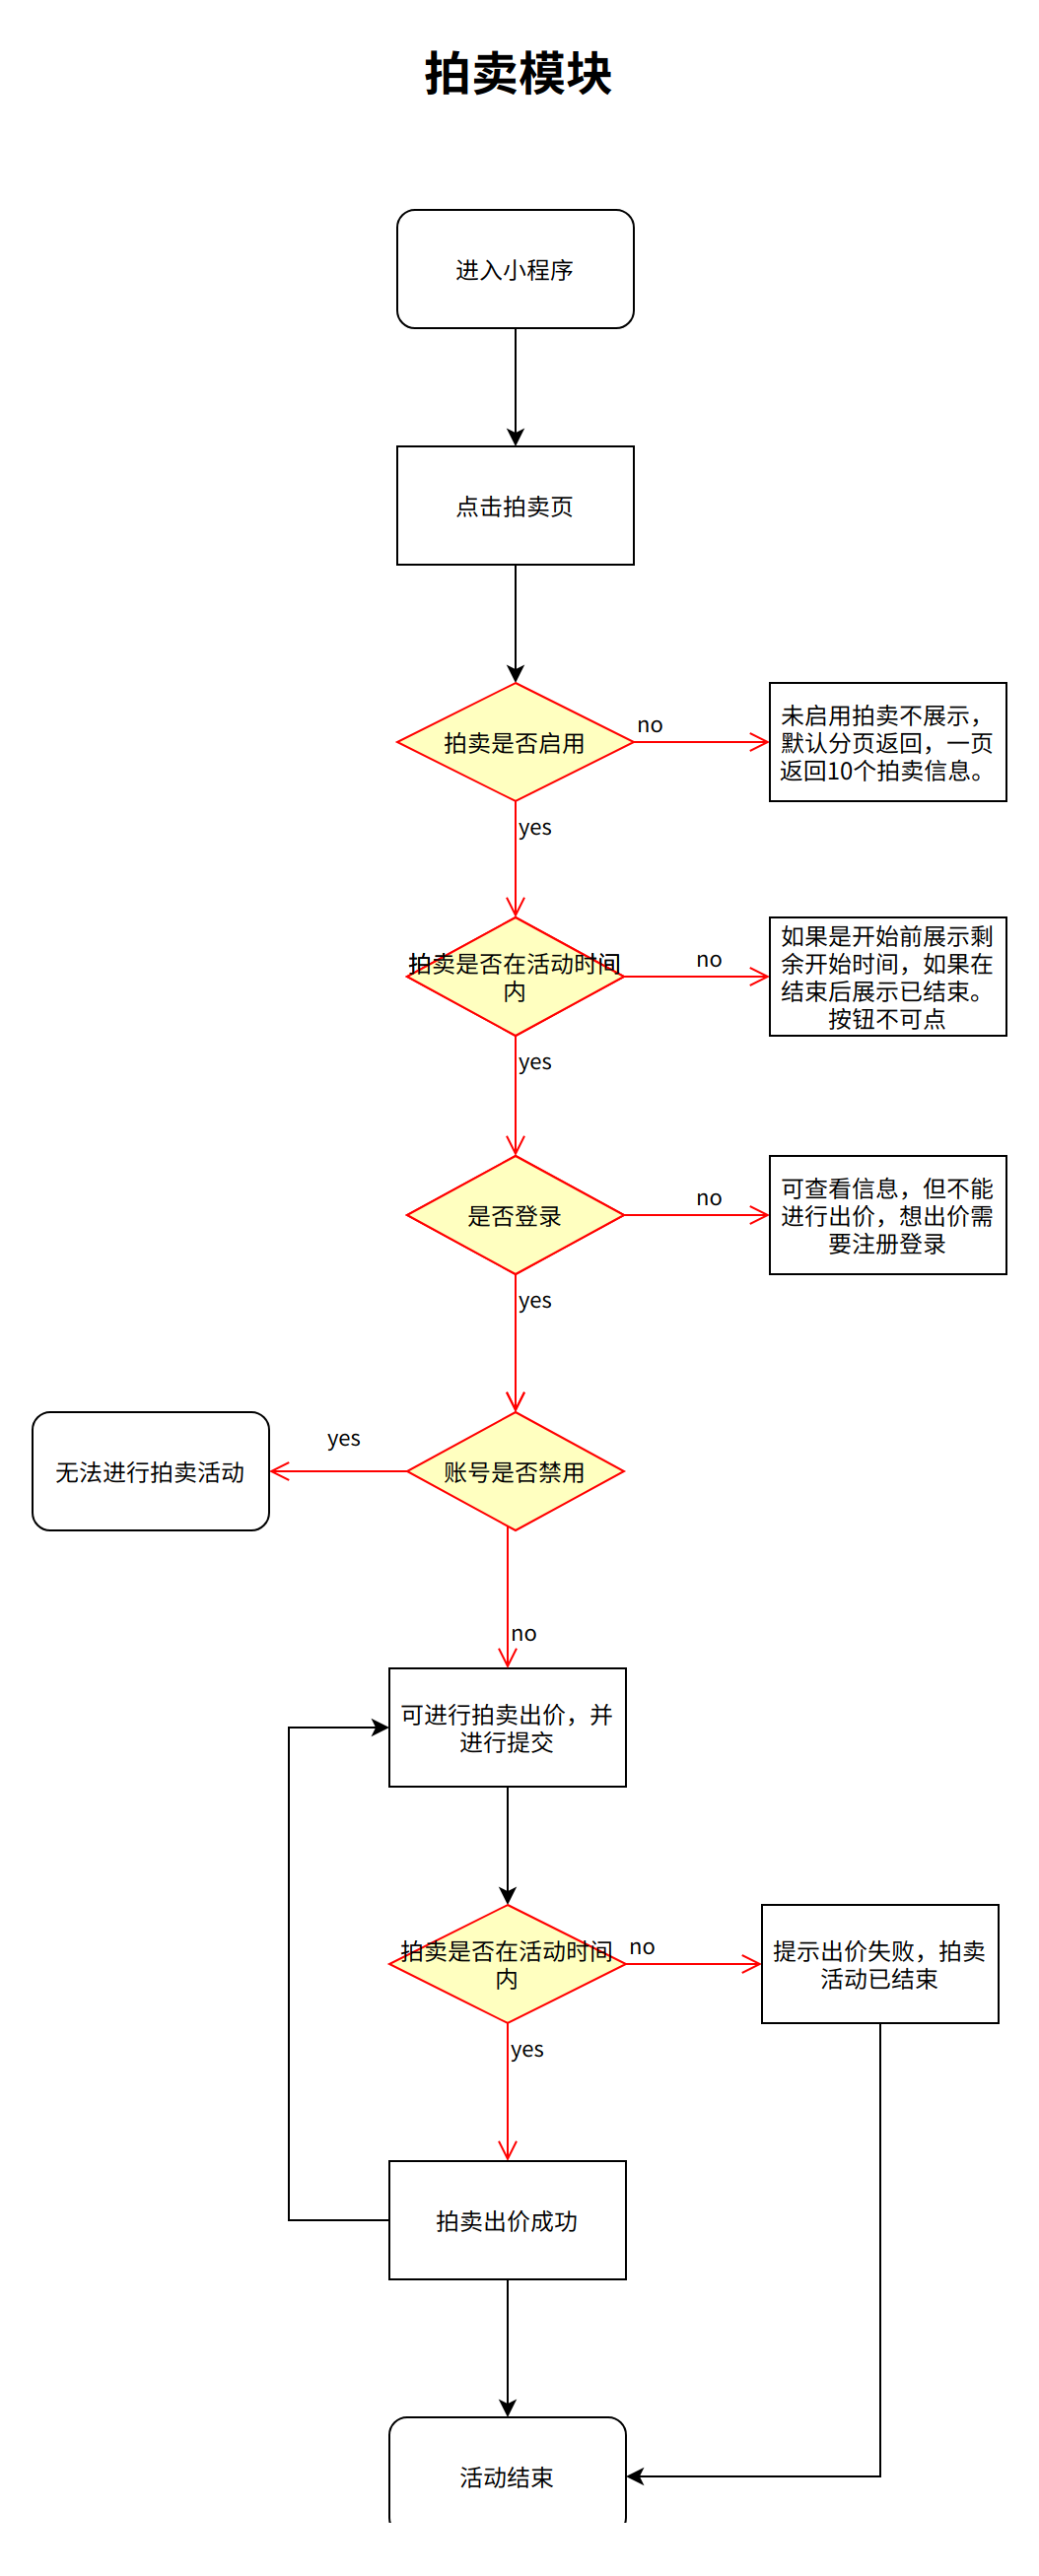 拍卖模块
进入小程序
点击拍卖页
拍卖是否启用
no
未启用拍卖不展示，
默认分页返回，一页
返回10个拍卖信息。
yes
拍卖是否在活动时间
内
no
如果是开始前展示剩
余开始时间，如果在
结束后展示已结束。
按钮不可点
yes
是否登录
no
可查看信息，但不能
进行出价，想出价需
要注册登录
yes
账号是否禁用
yes
无法进行拍卖活动
no
可进行拍卖出价，并
进行提交
拍卖是否在活动时间
内
no
提示出价失败，拍卖
活动已结束
yes
拍卖出价成功
活动结束